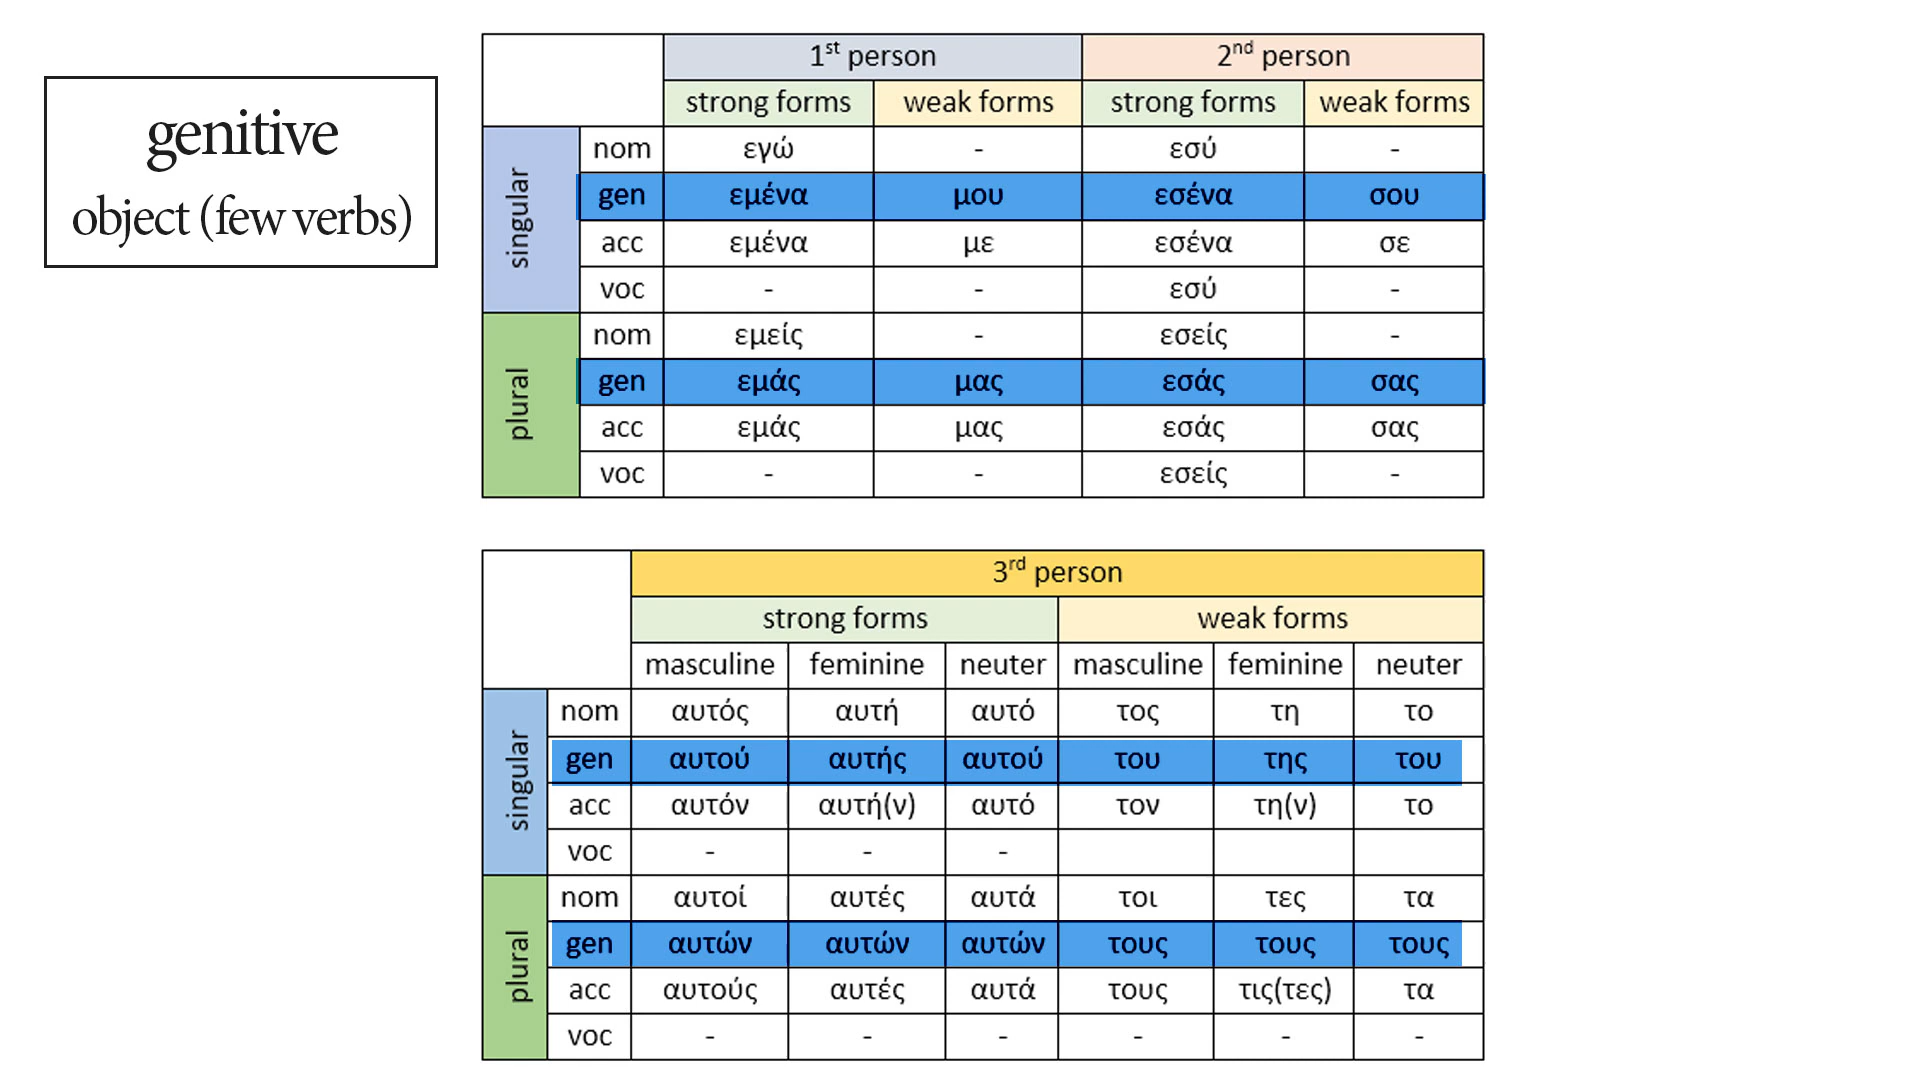 genitive
object (few verbs)
1st person 2nd person
strong forms weak forms strong forms weak forms
singular
nom εγώ - εσύ -
gen εμένα μου εσένα σου
acc εμένα με εσένα σε
voc - - εσύ -
plural
nom εμείς - εσείς -
gen εμάς μας εσάς σας
acc εμάς μας εσάς σας
voc - - εσείς -
3rd person
strong forms weak forms
masculine feminine neuter masculine feminine neuter
singular
nom αυτός αυτή αυτό τος τη το
gen αυτού αυτής αυτού του της του
acc αυτόν αυτή(ν) αυτό τον τη(ν) το
voc - - -
plural
nom αυτοί αυτές αυτά τοι τες τα
gen αυτών αυτών αυτών τους τους τους
acc αυτούς αυτές αυτά τους τις(τες) τα
voc - - - - - -